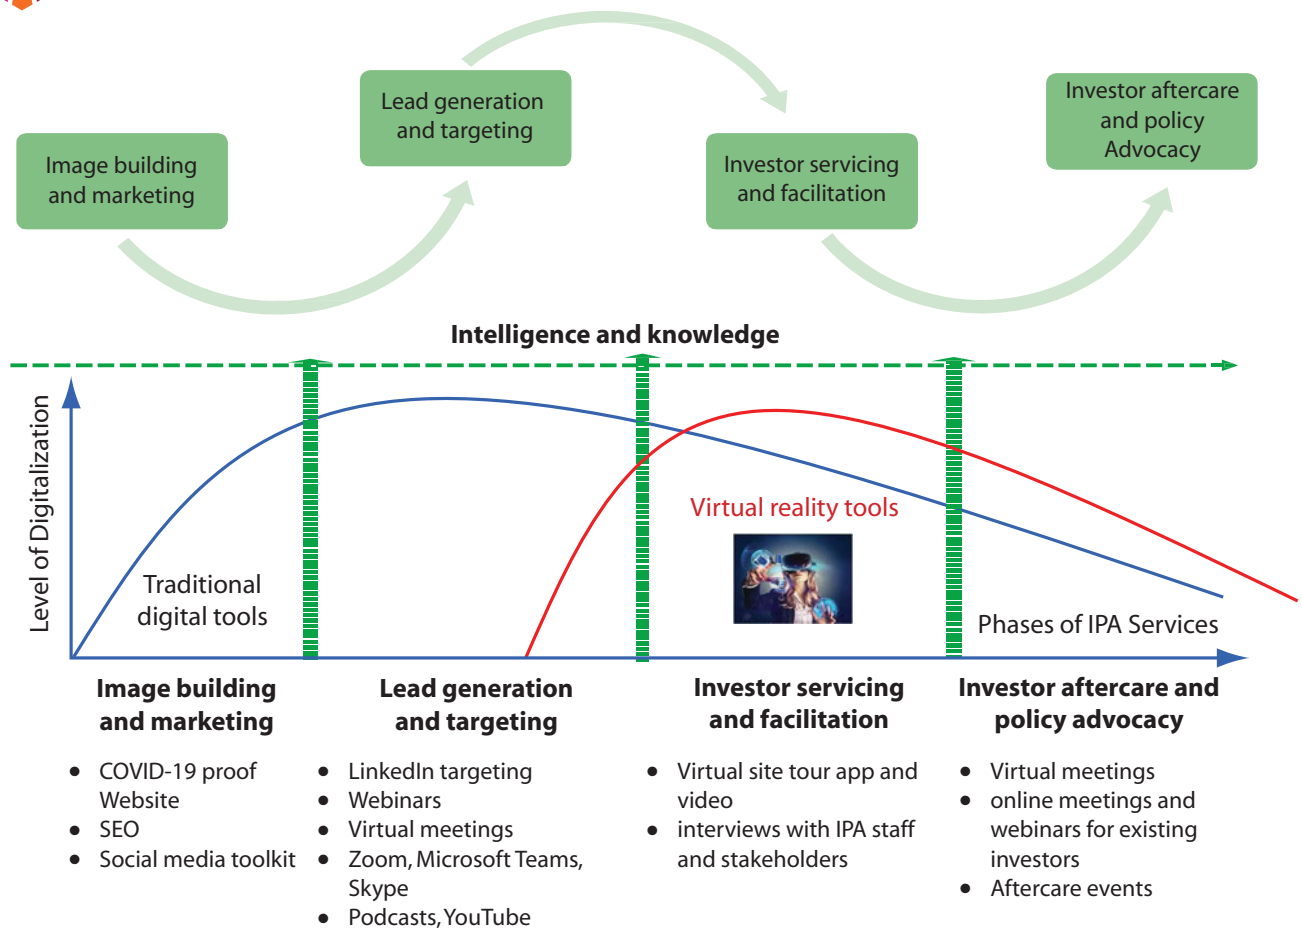 Image building
and marketing
Lead generation
and targeting
Investor servicing
and facilitation
Investor aftercare
and policy
Advocacy
Intelligence and knowledge
Level of Digitalization
Traditional
digital tools
Virtual reality tools
Phases of IPA Services
Image building
and marketing
• COVID-19 proof
Website
• SEO
• Social media toolkit
Lead generation
and targeting
• LinkedIn targeting
• Webinars
• Virtual meetings
• Zoom, Microsoft Teams,
Skype
• Podcasts, YouTube
Investor servicing
and facilitation
• Virtual site tour app and
video
• interviews with IPA staff
and stakeholders
Investor aftercare and
policy advocacy
• Virtual meetings
• online meetings and
webinars for existing
investors
• Aftercare events